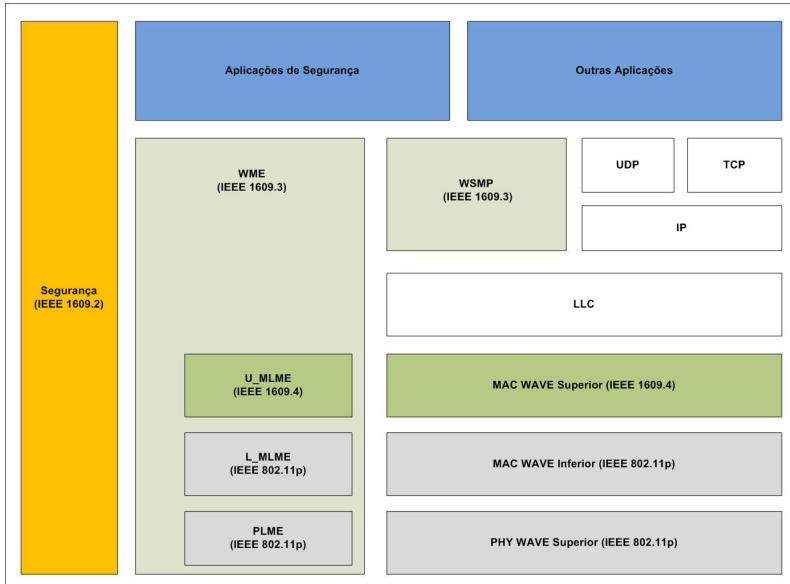 Aplicações de Segurança
Outras Aplicações
WME
(IEEE 1609.3)
WSMP
(IEEE 1609.3)
UDP
TCP
IP
Segurança
(IEEE 1609.2)
LLC
U_MLME
(IEEE 1609.4)
MAC WAVE Superior (IEEE 1609.4)
L_MLME
(IEEE 802.11p)
MAC WAVE Inferior (IEEE 802.11p)
PLME
(IEEE 802.11p)
PHY WAVE Superior (IEEE 802.11p)